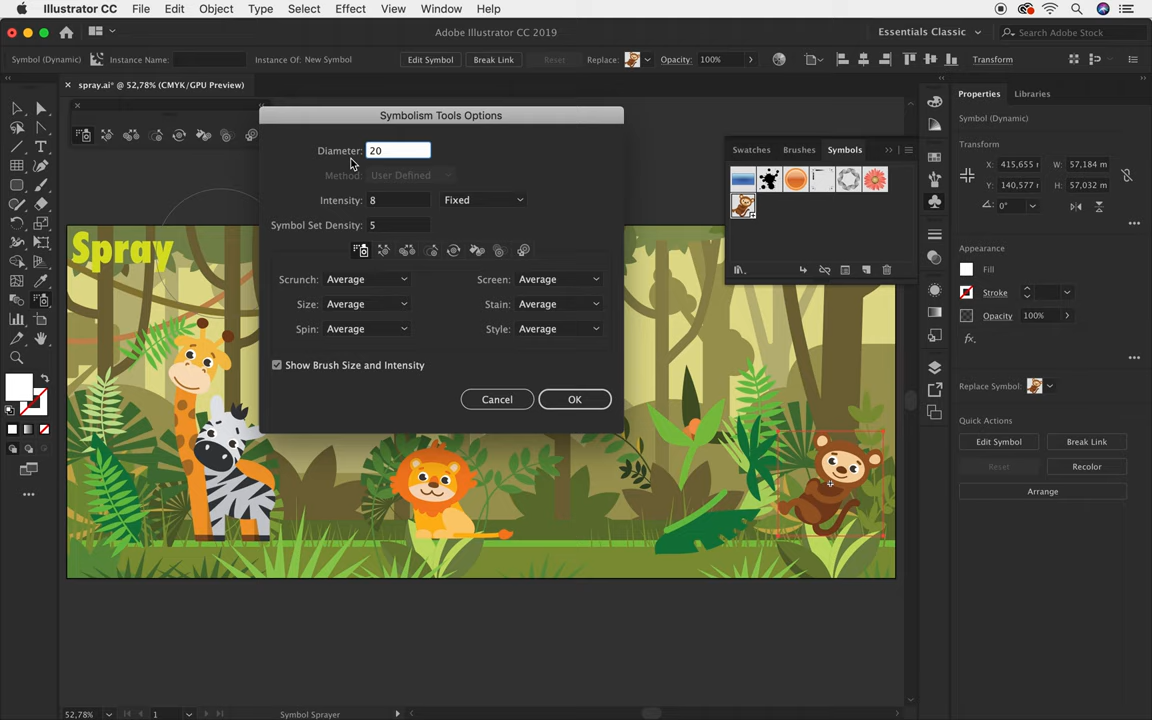 Illustrator CC File Edit Object Type Select Effect View Window Help
Adobe Illustrator CC 2019
Essentials Classic
Search Adobe Stock
Symbol (Dynamic) Instance Name: Instance Of: New Symbol Edit Symbol Break Link Reset Replace: Opacity: 100% Transform
spray.ai* @ 52,78% (CMYK/GPU Preview)
Properties Libraries
Symbolism Tools Options
Symbol (Dynamic)
Transform
Diameter: 20
Method: User Defined
Intensity: 8 Fixed
Symbol Set Density: 5
Scrunch: Average Screen: Average
Size: Average Stain: Average
Spin: Average Style: Average
Show Brush Size and Intensity
Cancel OK
Swatches Brushes Symbols
X: 415,655 W: 57,184 m
Y: 140,577 H: 57,032 m
0°
Appearance
Fill
Stroke
Opacity 100%
fx.
Replace Symbol:
Quick Actions
Edit Symbol Break Link
Reset Recolor
Arrange
Spray
52,78% 1 Symbol Sprayer